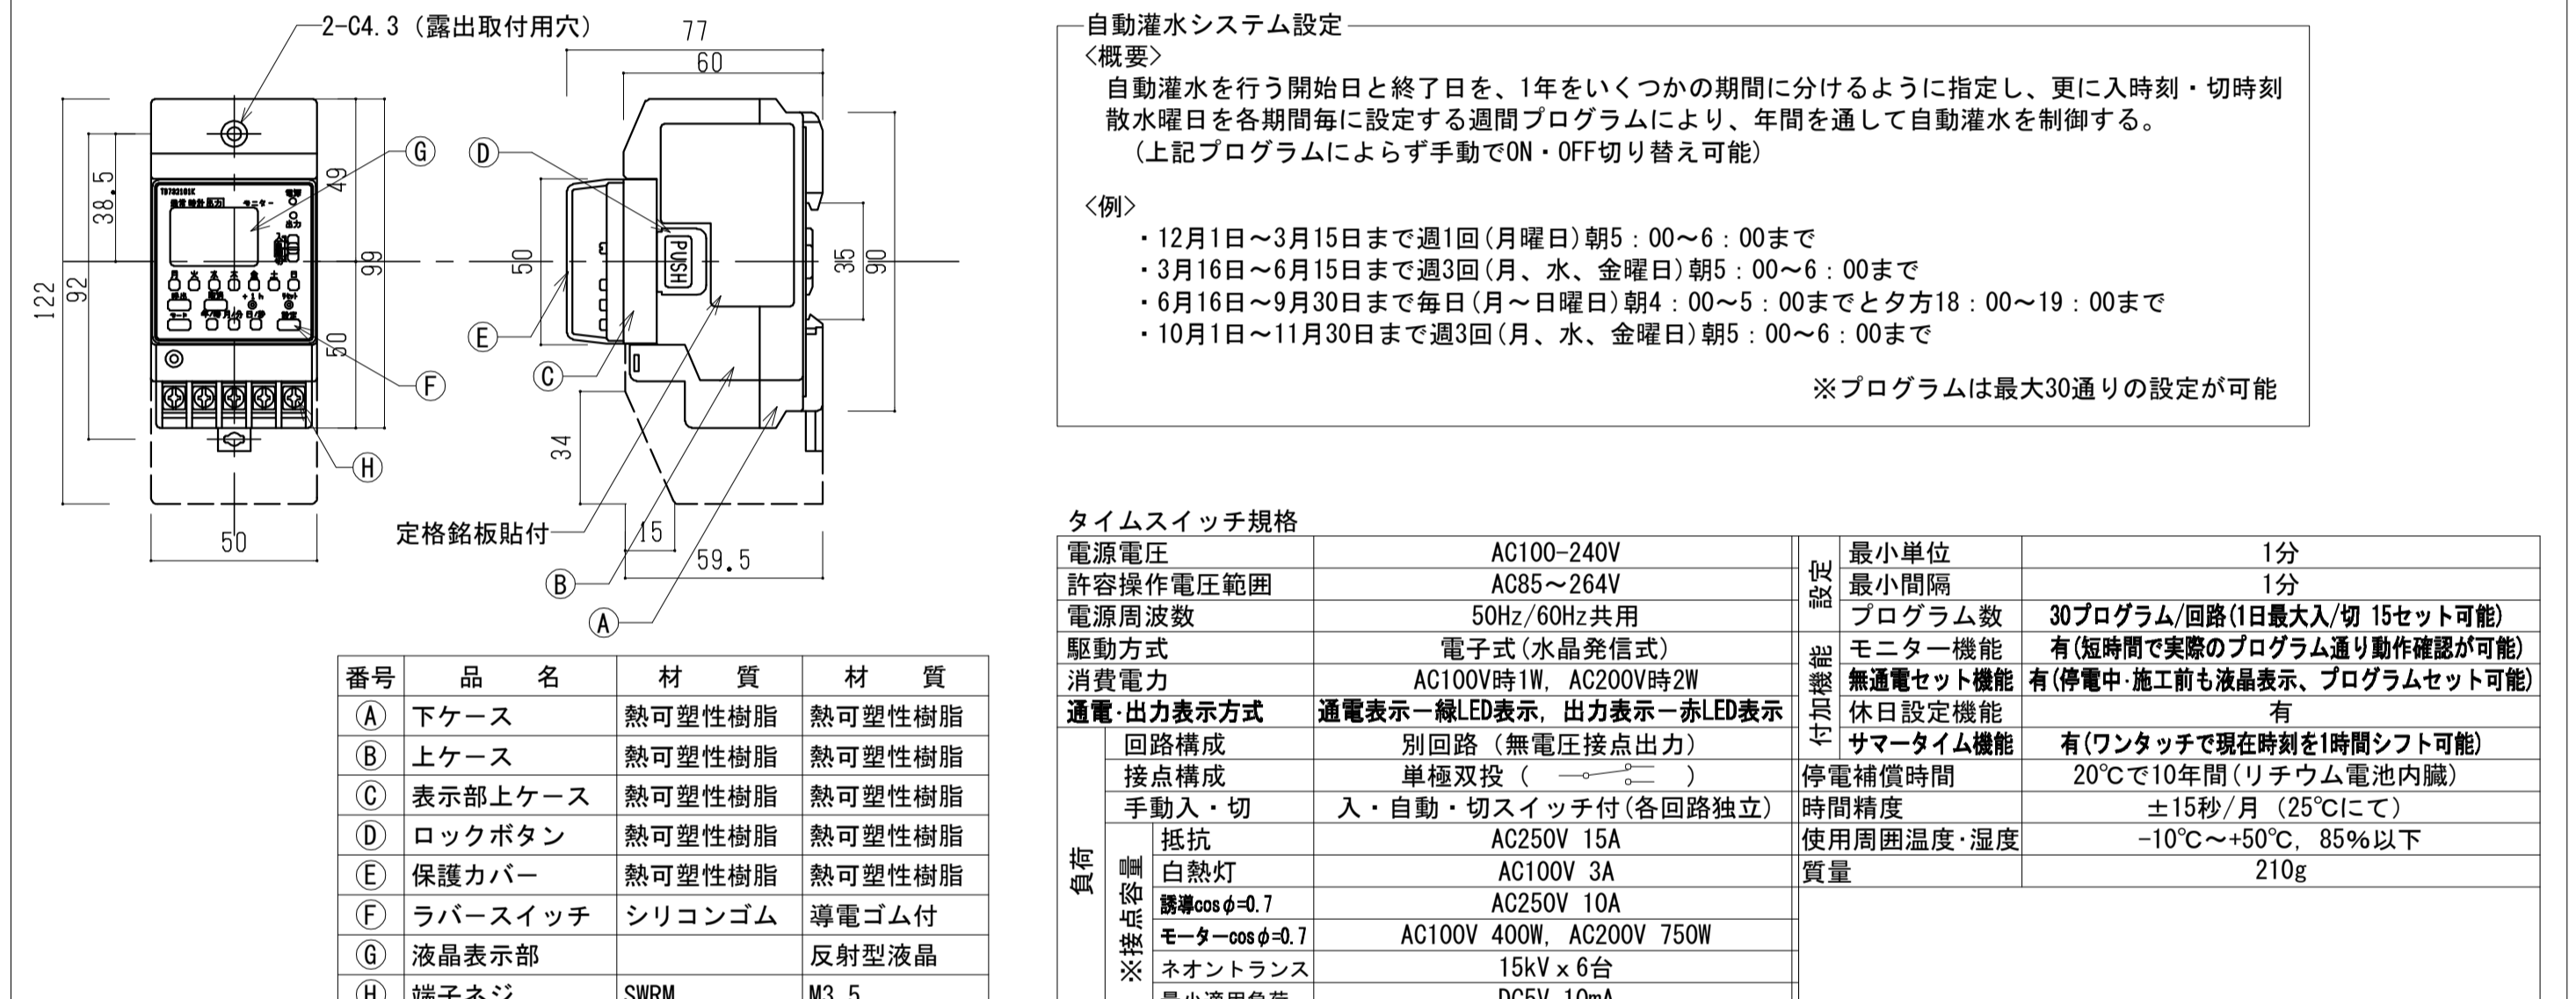 2-C4.3 (露出取付用穴)
77
60
G
D
49
38.5
TB732101K
電源
モニター
出力
月 火 水 木 金 土 日
PUSH
122
92
99
50
35
90
50
E
C
F
H
34
定格銘板貼付
15
50
59.5
B
A
自動灌水システム設定
<概要>
自動灌水を行う開始日と終了日を、1年をいくつかの期間に分けるように指定し、更に入時刻・切時刻
散水曜日を各期間毎に設定する週間プログラムにより、年間を通して自動灌水を制御する。
(上記プログラムによらず手動でON・OFF切り替え可能)
<例>
・12月1日～3月15日まで週1回(月曜日)朝5：00～6：00まで
・3月16日～6月15日まで週3回(月、水、金曜日)朝5：00～6：00まで
・6月16日～9月30日まで毎日(月～日曜日)朝4：00～5：00までと夕方18：00～19：00まで
・10月1日～11月30日まで週3回(月、水、金曜日)朝5：00～6：00まで
※プログラムは最大30通りの設定が可能
番号 品 名 材 質 材 質
A 下ケース 熱可塑性樹脂 熱可塑性樹脂
B 上ケース 熱可塑性樹脂 熱可塑性樹脂
C 表示部上ケース 熱可塑性樹脂 熱可塑性樹脂
D ロックボタン 熱可塑性樹脂 熱可塑性樹脂
E 保護カバー 熱可塑性樹脂 熱可塑性樹脂
F ラバースイッチ シリコンゴム 導電ゴム付
G 液晶表示部 反射型液晶
H 端子ネジ SWRM M3.5
タイムスイッチ規格
電源電圧 AC100-240V
許容操作電圧範囲 AC85～264V
電源周波数 50Hz/60Hz共用
駆動方式 電子式(水晶発信式)
消費電力 AC100V時1W, AC200V時2W
通電･出力表示方式 通電表示ー緑LED表示, 出力表示ー赤LED表示
負荷
回路構成 別回路 (無電圧接点出力)
接点構成 単極双投 ( )
手動入・切 入・自動・切スイッチ付(各回路独立)
※接点容量
抵抗 AC250V 15A
白熱灯 AC100V 3A
誘導cosφ=0.7 AC250V 10A
モーターcosφ=0.7 AC100V 400W, AC200V 750W
ネオントランス 15kVｘ6台
最小適用負荷 DC5V 10mA
設定
最小単位 1分
最小間隔 1分
プログラム数 30プログラム/回路(1日最大入/切 15セット可能)
付加機能
モニター機能 有(短時間で実際のプログラム通り動作確認が可能)
無通電セット機能 有(停電中･施工前も液晶表示、プログラムセット可能)
休日設定機能 有
サマータイム機能 有(ワンタッチで現在時刻を1時間シフト可能)
停電補償時間 20℃で10年間(リチウム電池内臓)
時間精度 ±15秒/月 (25℃にて)
使用周囲温度･湿度 -10℃～+50℃, 85%以下
質量 210g